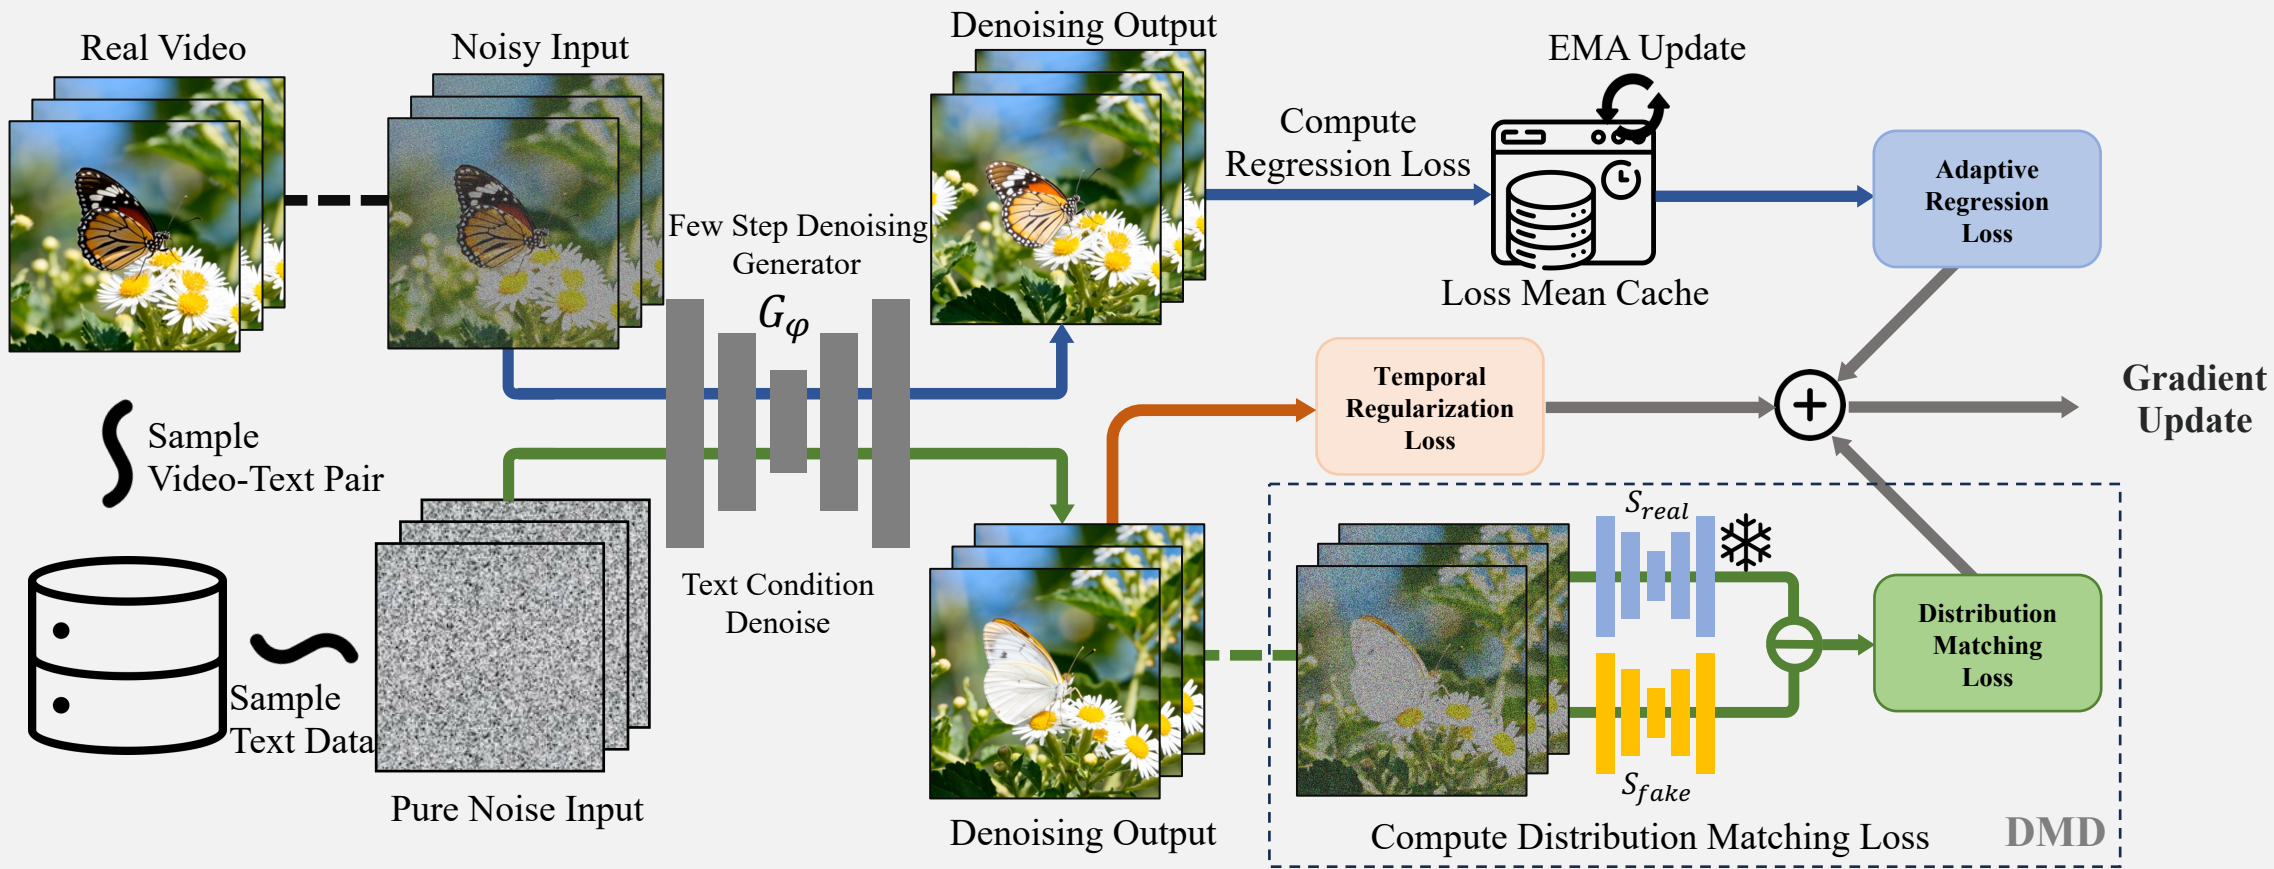 Real Video
Noisy Input
Denoising Output
EMA Update
Compute
Regression Loss
Loss Mean Cache
Adaptive
Regression
Loss
Few Step Denoising
Generator
G_φ
Text Condition
Denoise
Sample
Video-Text Pair
Sample
Text Data
Pure Noise Input
Denoising Output
Temporal
Regularization
Loss
Gradient
Update
S_real
S_fake
Distribution
Matching
Loss
Compute Distribution Matching Loss
DMD